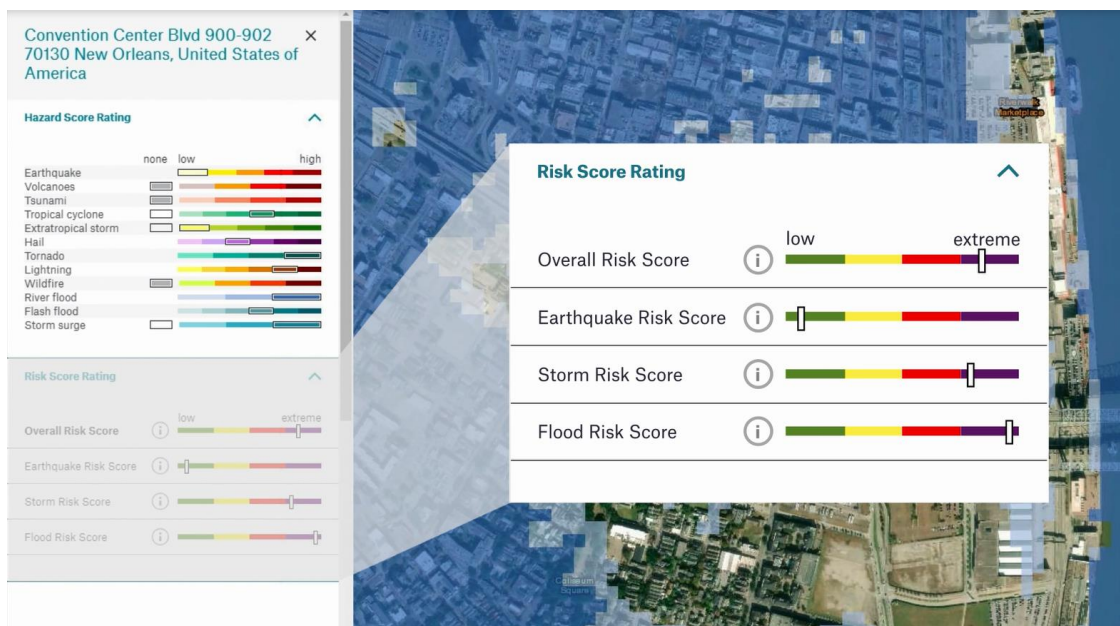 Convention Center Blvd 900-902
70130 New Orleans, United States of
America
Hazard Score Rating
none low high
Earthquake
Volcanoes
Tsunami
Tropical cyclone
Extratropical storm
Hail
Tornado
Lightning
Wildfire
River flood
Flash flood
Storm surge
Risk Score Rating
low extreme
Overall Risk Score
Earthquake Risk Score
Storm Risk Score
Flood Risk Score
Riverwalk
Marketplace
Risk Score Rating
low extreme
Overall Risk Score
Earthquake Risk Score
Storm Risk Score
Flood Risk Score
Coliseum
Square